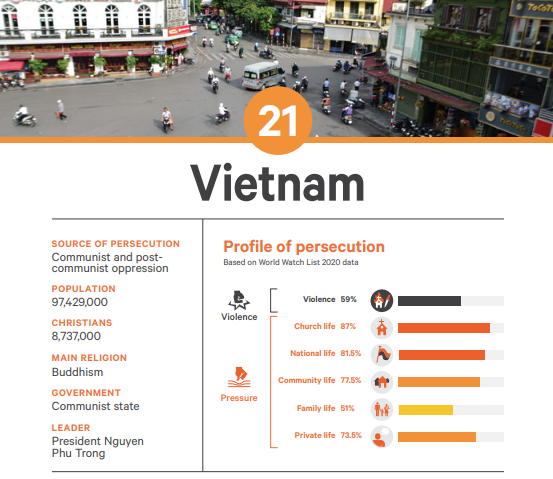 21
Vietnam
SOURCE OF PERSECUTION
Communist and post-
communist oppression
POPULATION
97,429,000
CHRISTIANS
8,737,000
MAIN RELIGION
Buddhism
GOVERNMENT
Communist state
LEADER
President Nguyen
Phu Trong
Profile of persecution
Based on World Watch List 2020 data
Violence
Violence 59%
Church life 87%
National life 81.5%
Community life 77.5%
Family life 51%
Private life 73.5%
Pressure